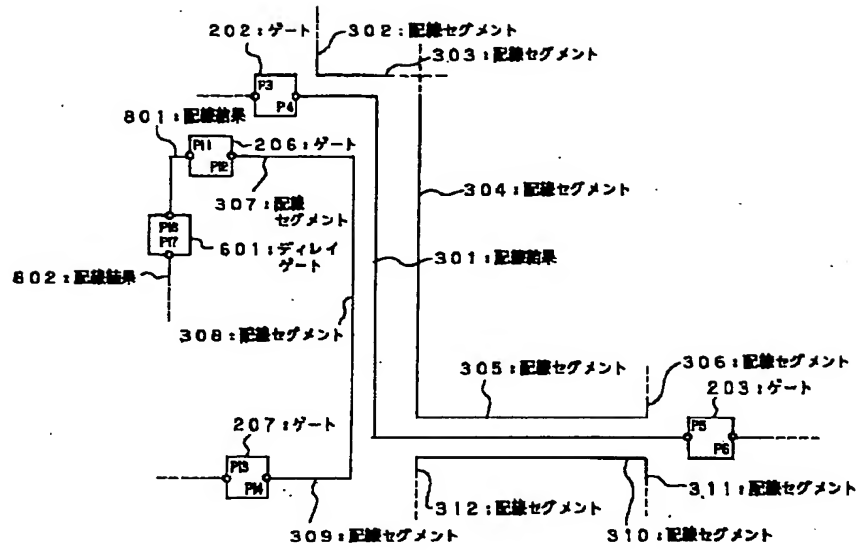 202:ゲート
302:配線セグメント
303:配線セグメント
P3
P4
801:配線結果
P11
P12
206:ゲート
307:配線
セグメント
304:配線セグメント
P16
P17
601:ディレイ
ゲート
301:配線結果
802:配線結果
308:配線セグメント
305:配線セグメント
306:配線セグメント
203:ゲート
207:ゲート
P5
P6
P13
P14
312:配線セグメント
311:配線セグメント
309:配線セグメント
310:配線セグメント